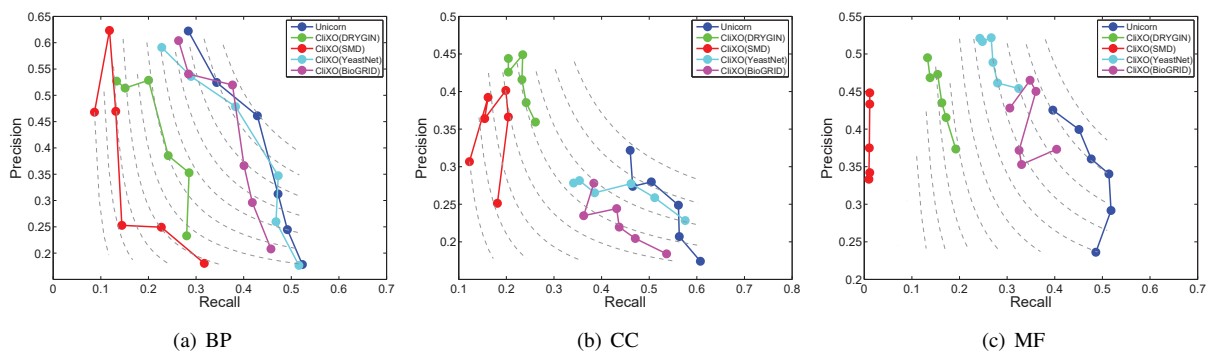 0.65
0.6
0.55
0.5
0.45
0.4
0.35
0.3
0.25
0.2
Precision
0 0.1 0.2 0.3 0.4 0.5 0.6 0.7
Recall
Unicorn
CliXO(DRYGIN)
CliXO(SMD)
CliXO(YeastNet)
CliXO(BioGRID)
(a) BP
0.5
0.45
0.4
0.35
0.3
0.25
0.2
Precision
0.1 0.2 0.3 0.4 0.5 0.6 0.7 0.8
Recall
Unicorn
CliXO(DRYGIN)
CliXO(SMD)
CliXO(YeastNet)
CliXO(BioGRID)
(b) CC
0.55
0.5
0.45
0.4
0.35
0.3
0.25
0.2
Precision
0 0.1 0.2 0.3 0.4 0.5 0.6 0.7
Recall
Unicorn
CliXO(DRYGIN)
CliXO(SMD)
CliXO(YeastNet)
CliXO(BioGRID)
(c) MF